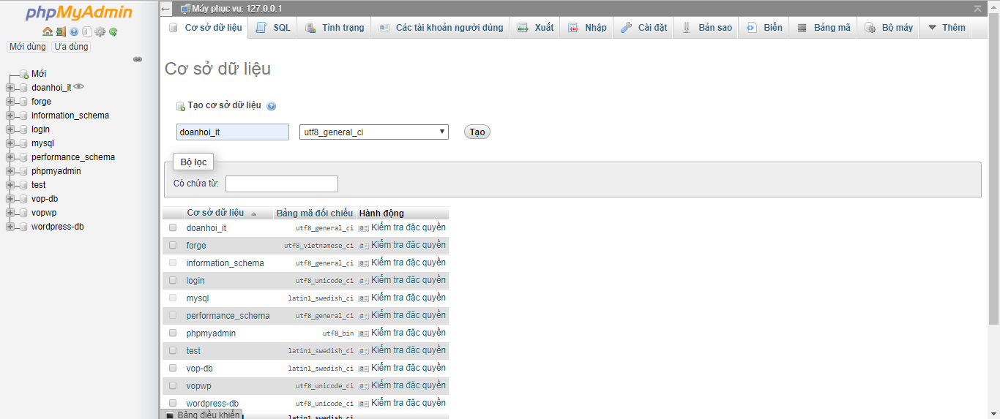 phpMyAdmin
Mới dùng Ưa dùng
Mới
doanhoi_it
forge
information_schema
login
mysql
performance_schema
phpmyadmin
test
vop-db
vopwp
wordpress-db
Máy phục vụ: 127.0.0.1
Cơ sở dữ liệu SQL Tình trạng Các tài khoản người dùng Xuất Nhập Cài đặt Bản sao Biến Bảng mã Bộ máy Thêm
Cơ sở dữ liệu
Tạo cơ sở dữ liệu
doanhoi_it utf8_general_ci Tạo
Bộ lọc
Có chứa từ:
Cơ sở dữ liệu Bảng mã đối chiếu Hành động
doanhoi_it utf8_general_ci Kiểm tra đặc quyền
forge utf8_vietnamese_ci Kiểm tra đặc quyền
information_schema utf8_general_ci Kiểm tra đặc quyền
login utf8_unicode_ci Kiểm tra đặc quyền
mysql latin1_swedish_ci Kiểm tra đặc quyền
performance_schema utf8_general_ci Kiểm tra đặc quyền
phpmyadmin utf8_bin Kiểm tra đặc quyền
test latin1_swedish_ci Kiểm tra đặc quyền
vop-db latin1_swedish_ci Kiểm tra đặc quyền
vopwp utf8_unicode_ci Kiểm tra đặc quyền
wordpress-db utf8_unicode_ci Kiểm tra đặc quyền
Bảng điều khiển latin1_swedish_ci